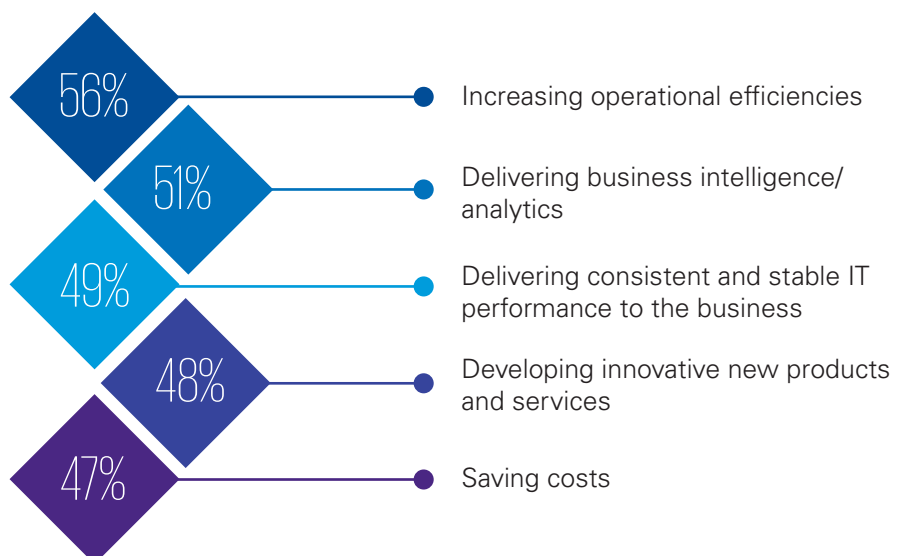 56%
Increasing operational efficiencies
51%
Delivering business intelligence/
analytics
49%
Delivering consistent and stable IT
performance to the business
48%
Developing innovative new products
and services
47%
Saving costs